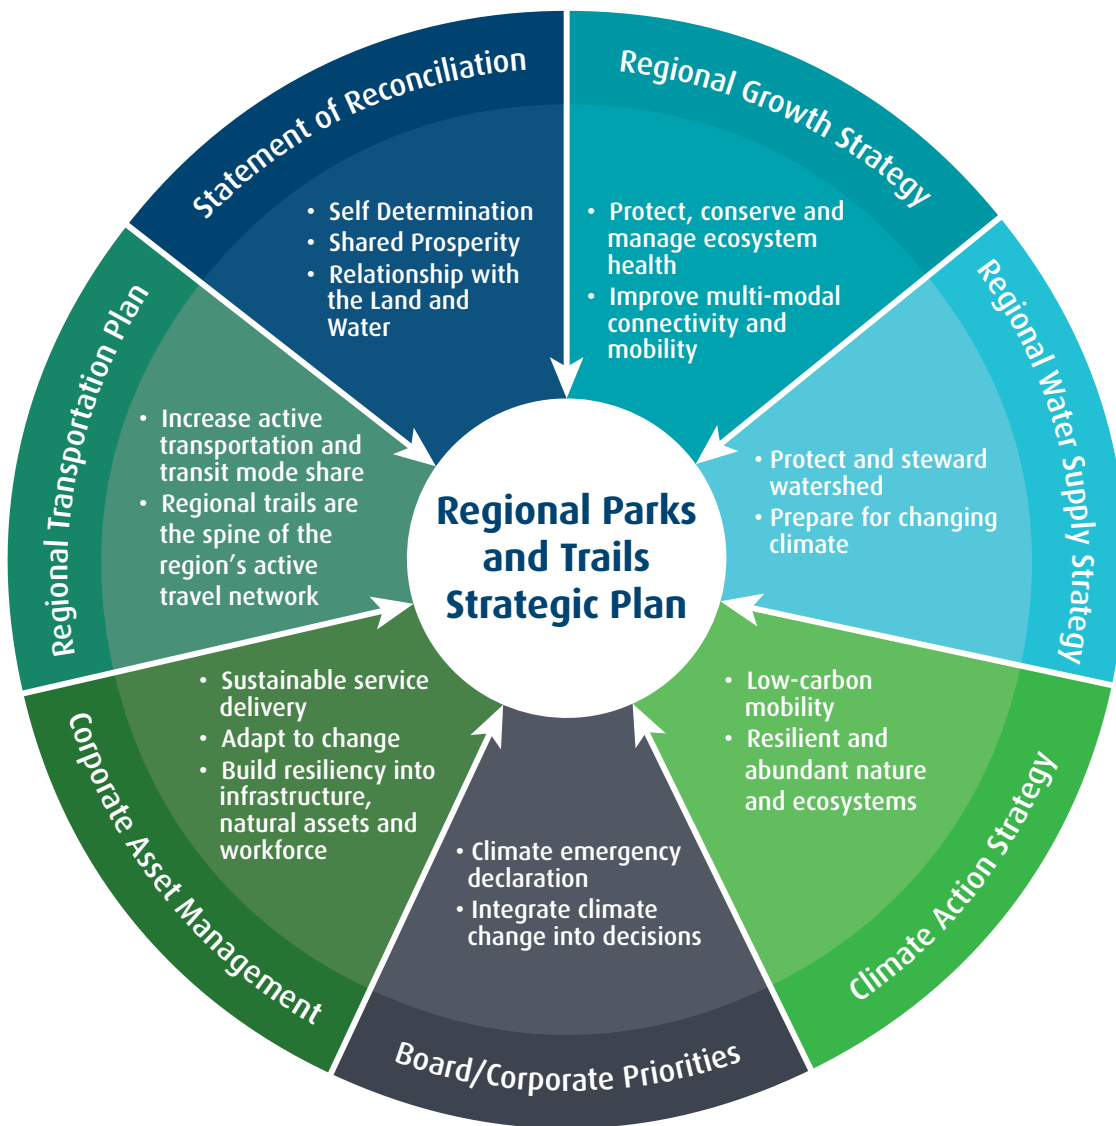 Statement of Reconciliation
• Self Determination
• Shared Prosperity
• Relationship with
the Land and
Water
Regional Growth Strategy
• Protect, conserve and
manage ecosystem
health
• Improve multi-modal
connectivity and
mobility
Regional Water Supply Strategy
• Protect and steward
watershed
• Prepare for changing
climate
Climate Action Strategy
• Low-carbon
mobility
• Resilient and
abundant nature
and ecosystems
Board/Corporate Priorities
• Climate emergency
declaration
• Integrate climate
change into decisions
Corporate Asset Management
• Sustainable service
delivery
• Adapt to change
• Build resiliency into
infrastructure,
natural assets and
workforce
Regional Transportation Plan
• Increase active
transportation and
transit mode share
• Regional trails are
the spine of the
region’s active
travel network
Regional Parks
and Trails
Strategic Plan